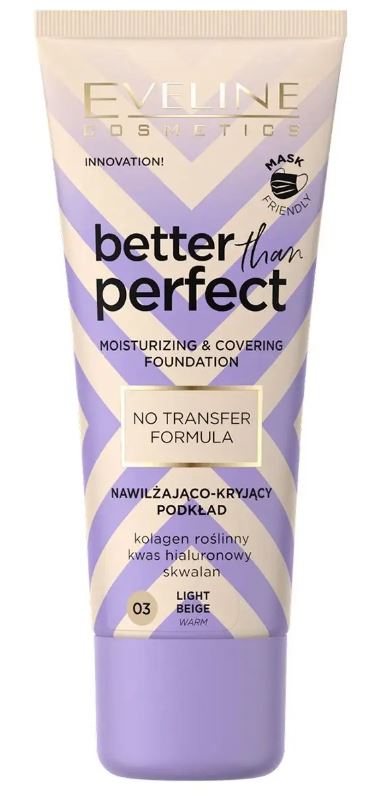 EVELINE
COSMETICS
INNOVATION!
MASK
FRIENDLY
better than
perfect
MOISTURIZING & COVERING
FOUNDATION
NO TRANSFER
FORMULA
NAWILŻAJĄCO-KRYJĄCY
PODKŁAD
kolagen roślinny
kwas hialuronowy
skwalan
03
LIGHT
BEIGE
WARM